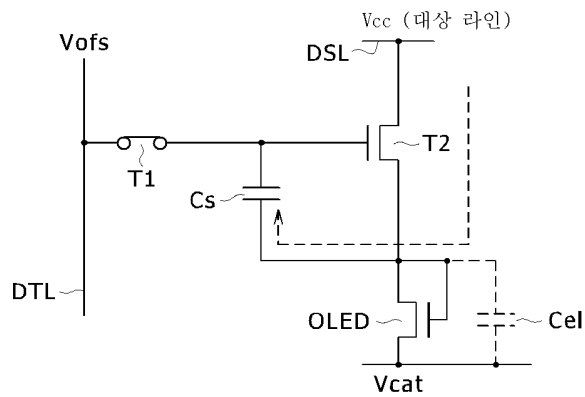 Vcc (대상 라인)
Vofs
DSL
T2
T1
Cs
DTL
OLED
Cel
Vcat